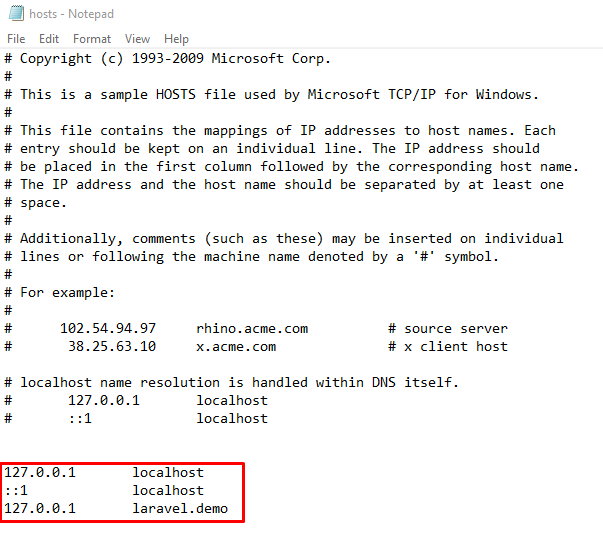 hosts - Notepad
File Edit Format View Help
# Copyright (c) 1993-2009 Microsoft Corp.
#
# This is a sample HOSTS file used by Microsoft TCP/IP for Windows.
#
# This file contains the mappings of IP addresses to host names. Each
# entry should be kept on an individual line. The IP address should
# be placed in the first column followed by the corresponding host name.
# The IP address and the host name should be separated by at least one
# space.
#
# Additionally, comments (such as these) may be inserted on individual
# lines or following the machine name denoted by a '#' symbol.
#
# For example:
#
#      102.54.94.97     rhino.acme.com          # source server
#       38.25.63.10     x.acme.com              # x client host

# localhost name resolution is handled within DNS itself.
#       127.0.0.1       localhost
#       ::1             localhost


127.0.0.1       localhost
::1             localhost
127.0.0.1       laravel.demo